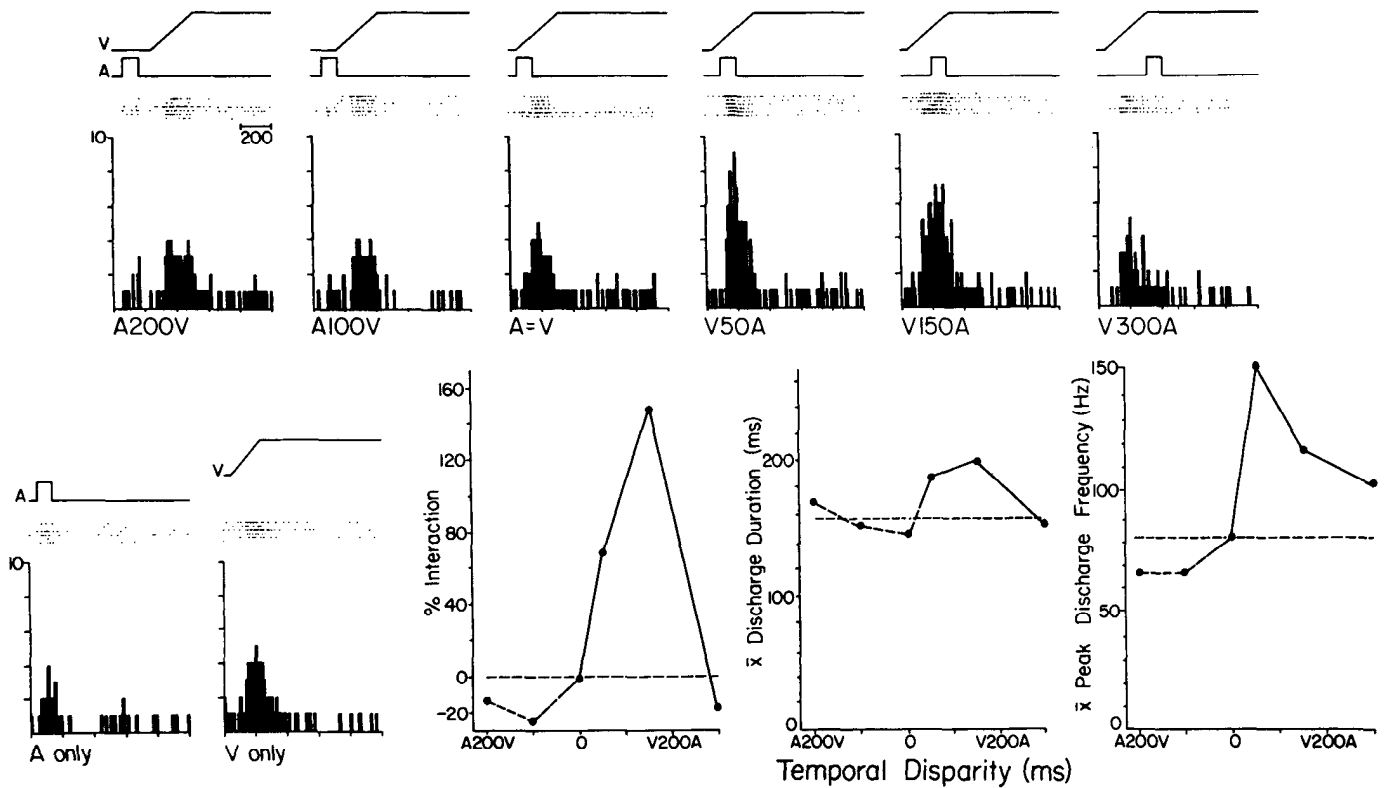 V
A
200
10
A200V
A100V
A=V
V50A
V150A
V300A
A
10
A only
V
V only
% Interaction
160
120
80
40
0
-20
A200V
0
V200A
x̄ Discharge Duration (ms)
200
100
0
A200V
0
V200A
x̄ Peak Discharge Frequency (Hz)
150
100
50
0
A200V
0
V200A
Temporal Disparity (ms)